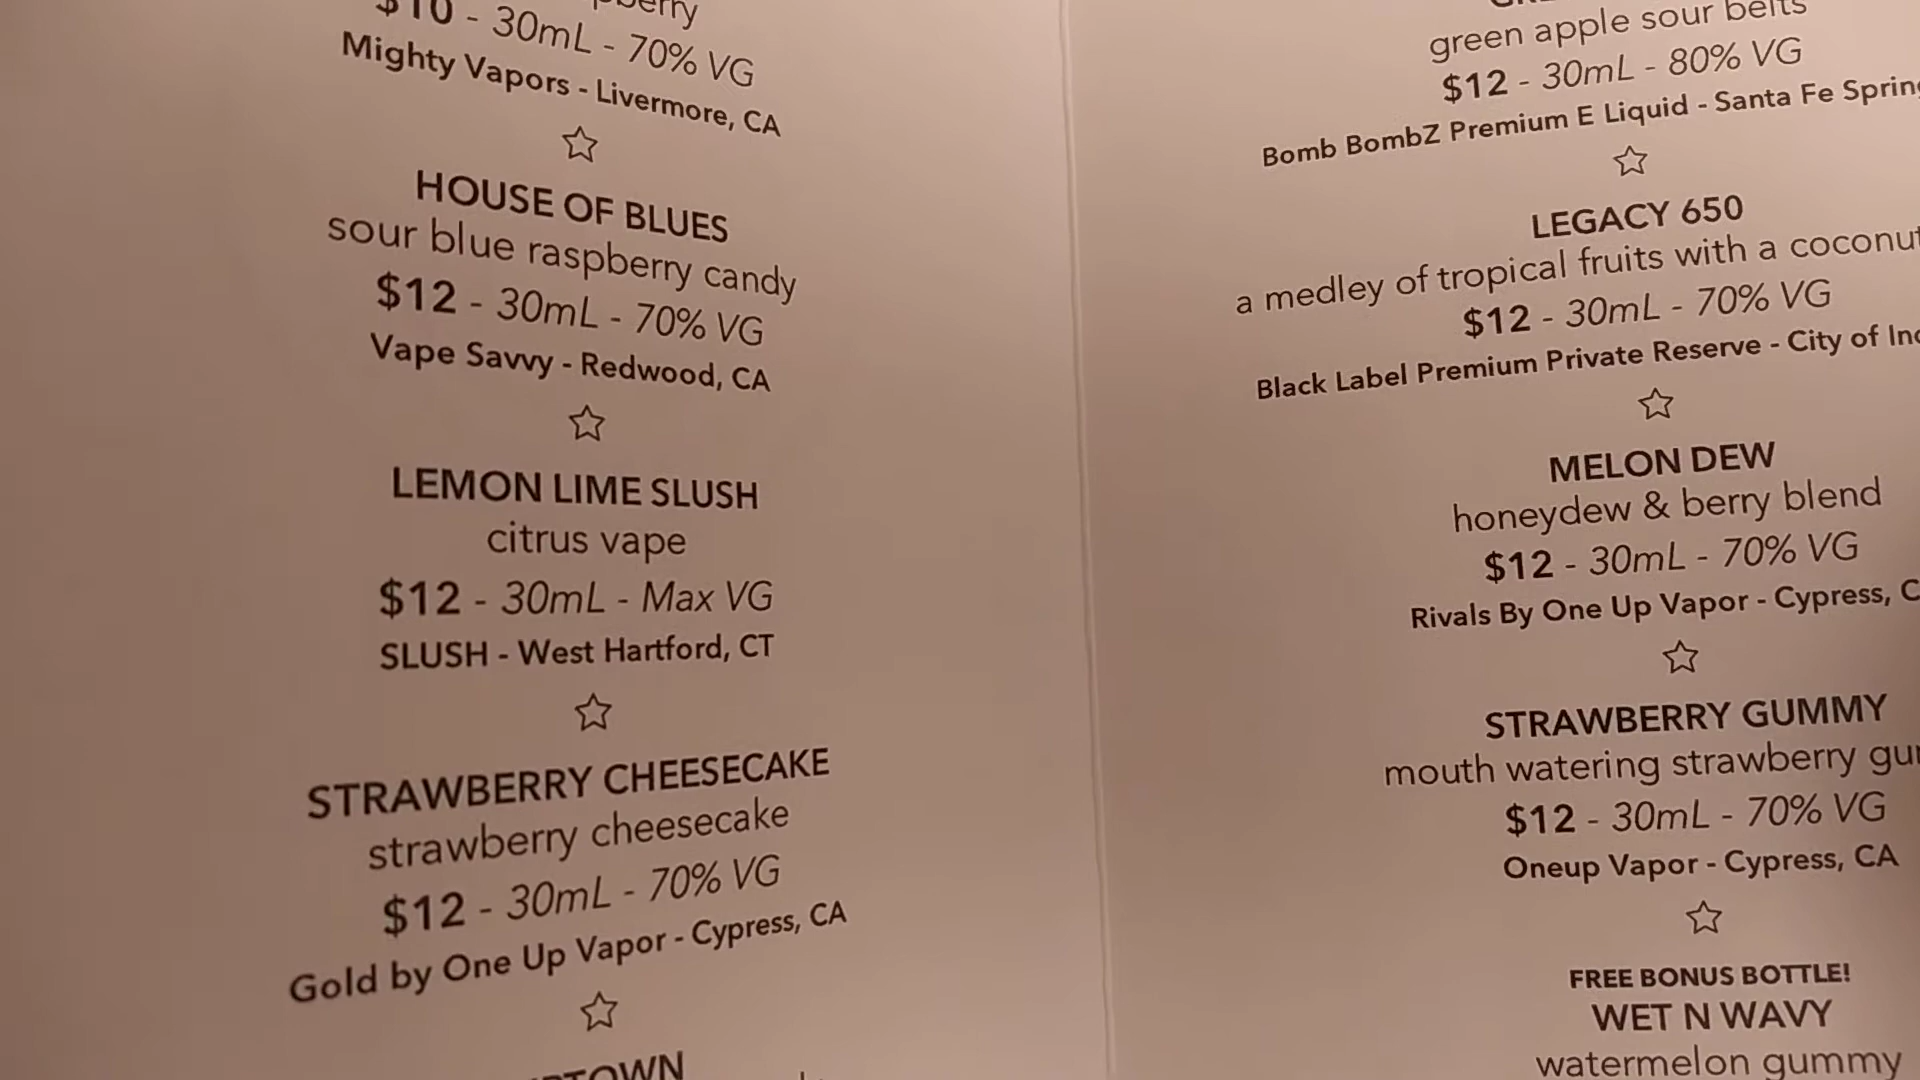 $10 - 30mL - 70% VG
Mighty Vapors - Livermore, CA
HOUSE OF BLUES
sour blue raspberry candy
$12 - 30mL - 70% VG
Vape Savvy - Redwood, CA
LEMON LIME SLUSH
citrus vape
$12 - 30mL - Max VG
SLUSH - West Hartford, CT
STRAWBERRY CHEESECAKE
strawberry cheesecake
$12 - 30mL - 70% VG
Gold by One Up Vapor - Cypress, CA
green apple sour belts
$12 - 30mL - 80% VG
Bomb BombZ Premium E Liquid - Santa Fe
LEGACY 650
a medley of tropical fruits with a coconut
$12 - 30mL - 70% VG
Black Label Premium Private Reserve - City of
MELON DEW
honeydew & berry blend
$12 - 30mL - 70% VG
Rivals By One Up Vapor - Cypress,
STRAWBERRY GUMMY
mouth watering strawberry
$12 - 30mL - 70% VG
Oneup Vapor - Cypress, CA
FREE BONUS BOTTLE!
WET N WAVY
watermelon gummy